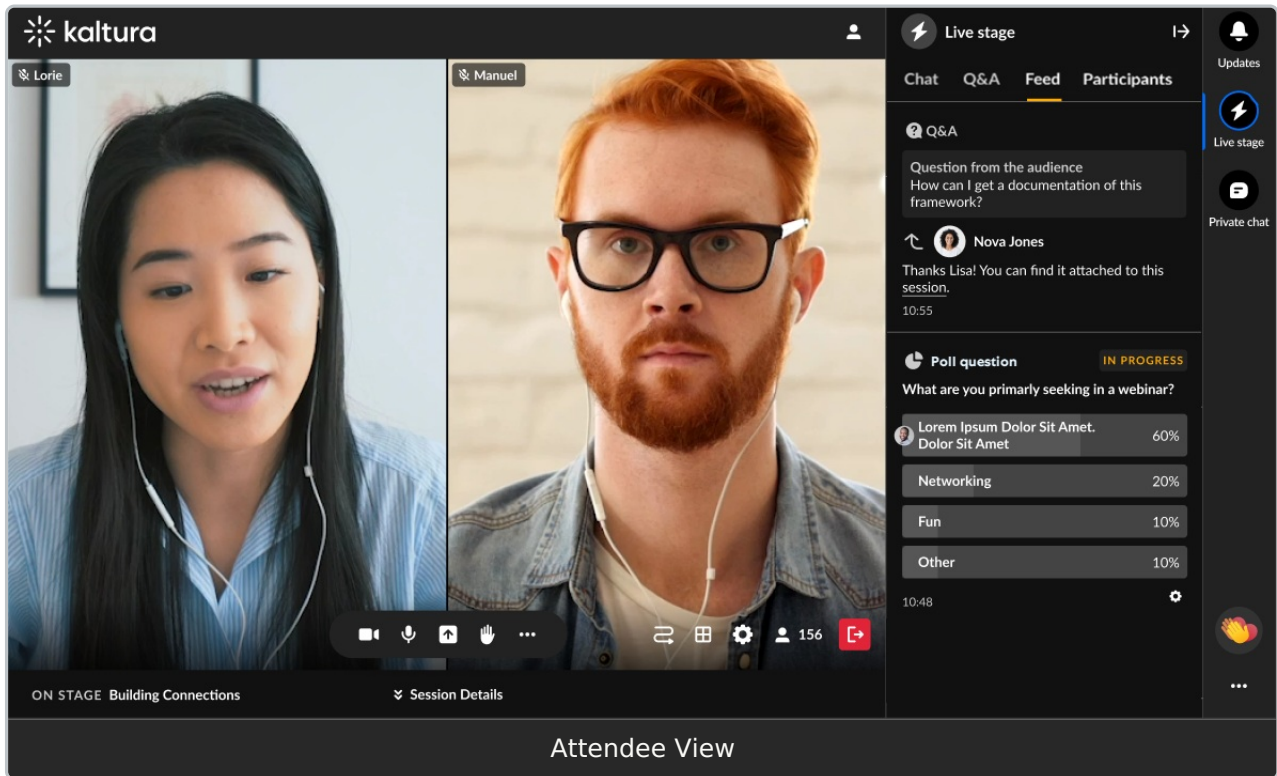 kaltura
Lorie
Manuel
ON STAGE Building Connections
Session Details
156
Live stage
Chat Q&A Feed Participants
Q&A
Question from the audience
How can I get a documentation of this
framework?
Nova Jones
Thanks Lisa! You can find it attached to this
session.
10:55
Poll question IN PROGRESS
What are you primarly seeking in a webinar?
Lorem Ipsum Dolor Sit Amet.
Dolor Sit Amet 60%
Networking 20%
Fun 10%
Other 10%
10:48
Updates
Live stage
Private chat
Attendee View